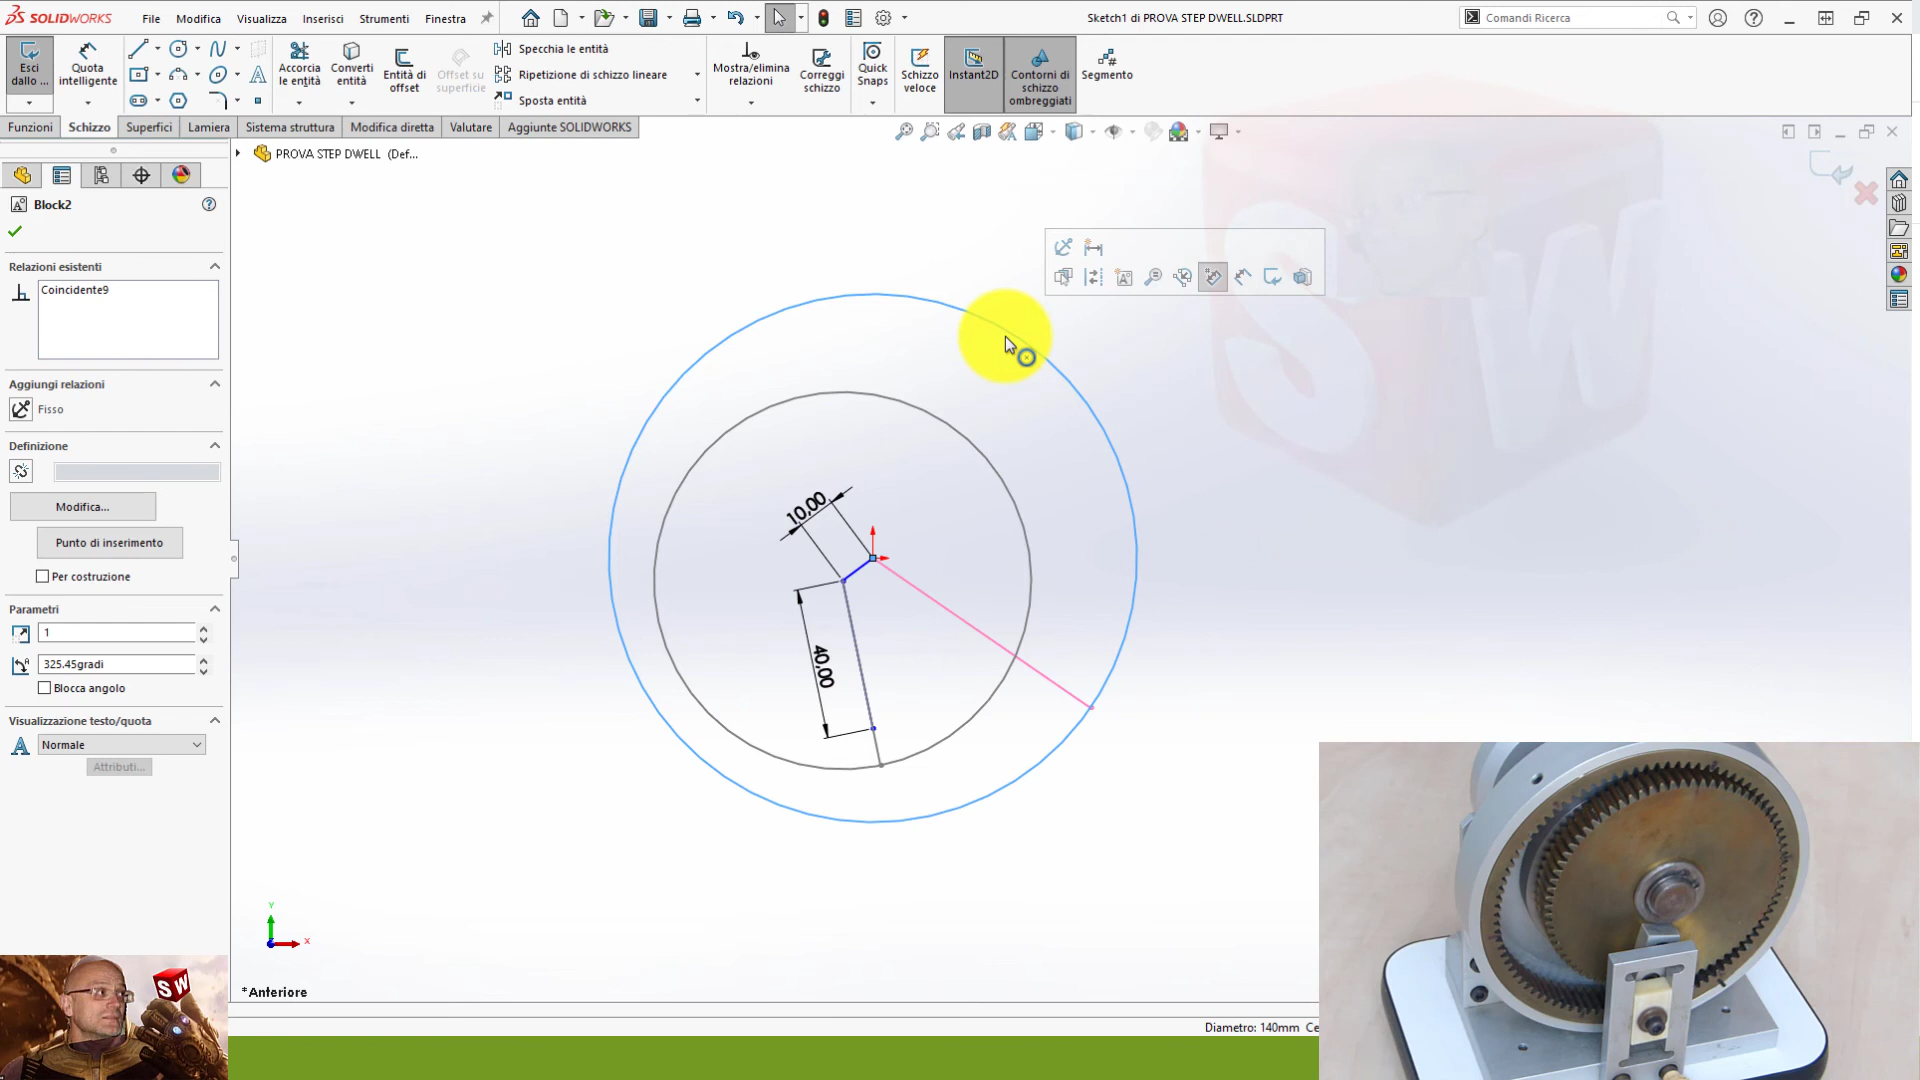 SOLIDWORKS
File Modifica Visualizza Inserisci Strumenti Finestra
Sketch1 di PROVA STEP DWELL.SLDPRT
Comandi Ricerca
Esci dallo ...
Quota intelligente
Accorcia le entità
Converti entità
Entità di offset
Offset su superficie
Specchia le entità
Ripetizione di schizzo lineare
Sposta entità
Mostra/elimina relazioni
Correggi schizzo
Quick Snaps
Schizzo veloce
Instant2D
Contorni di schizzo ombreggiati
Segmento
Funzioni Schizzo Superfici Lamiera Sistema struttura Modifica diretta Valutare Aggiunte SOLIDWORKS
PROVA STEP DWELL (Def...
Block2
Relazioni esistenti
Coincidente9
Aggiungi relazioni
Fisso
Definizione
Modifica...
Punto di inserimento
Per costruzione
Parametri
1
325.45gradi
Blocca angolo
Visualizzazione testo/quota
Normale
Attributi...
10,00
40,00
Y
X
*Anteriore
Diametro: 140mm Ce
SW
SW